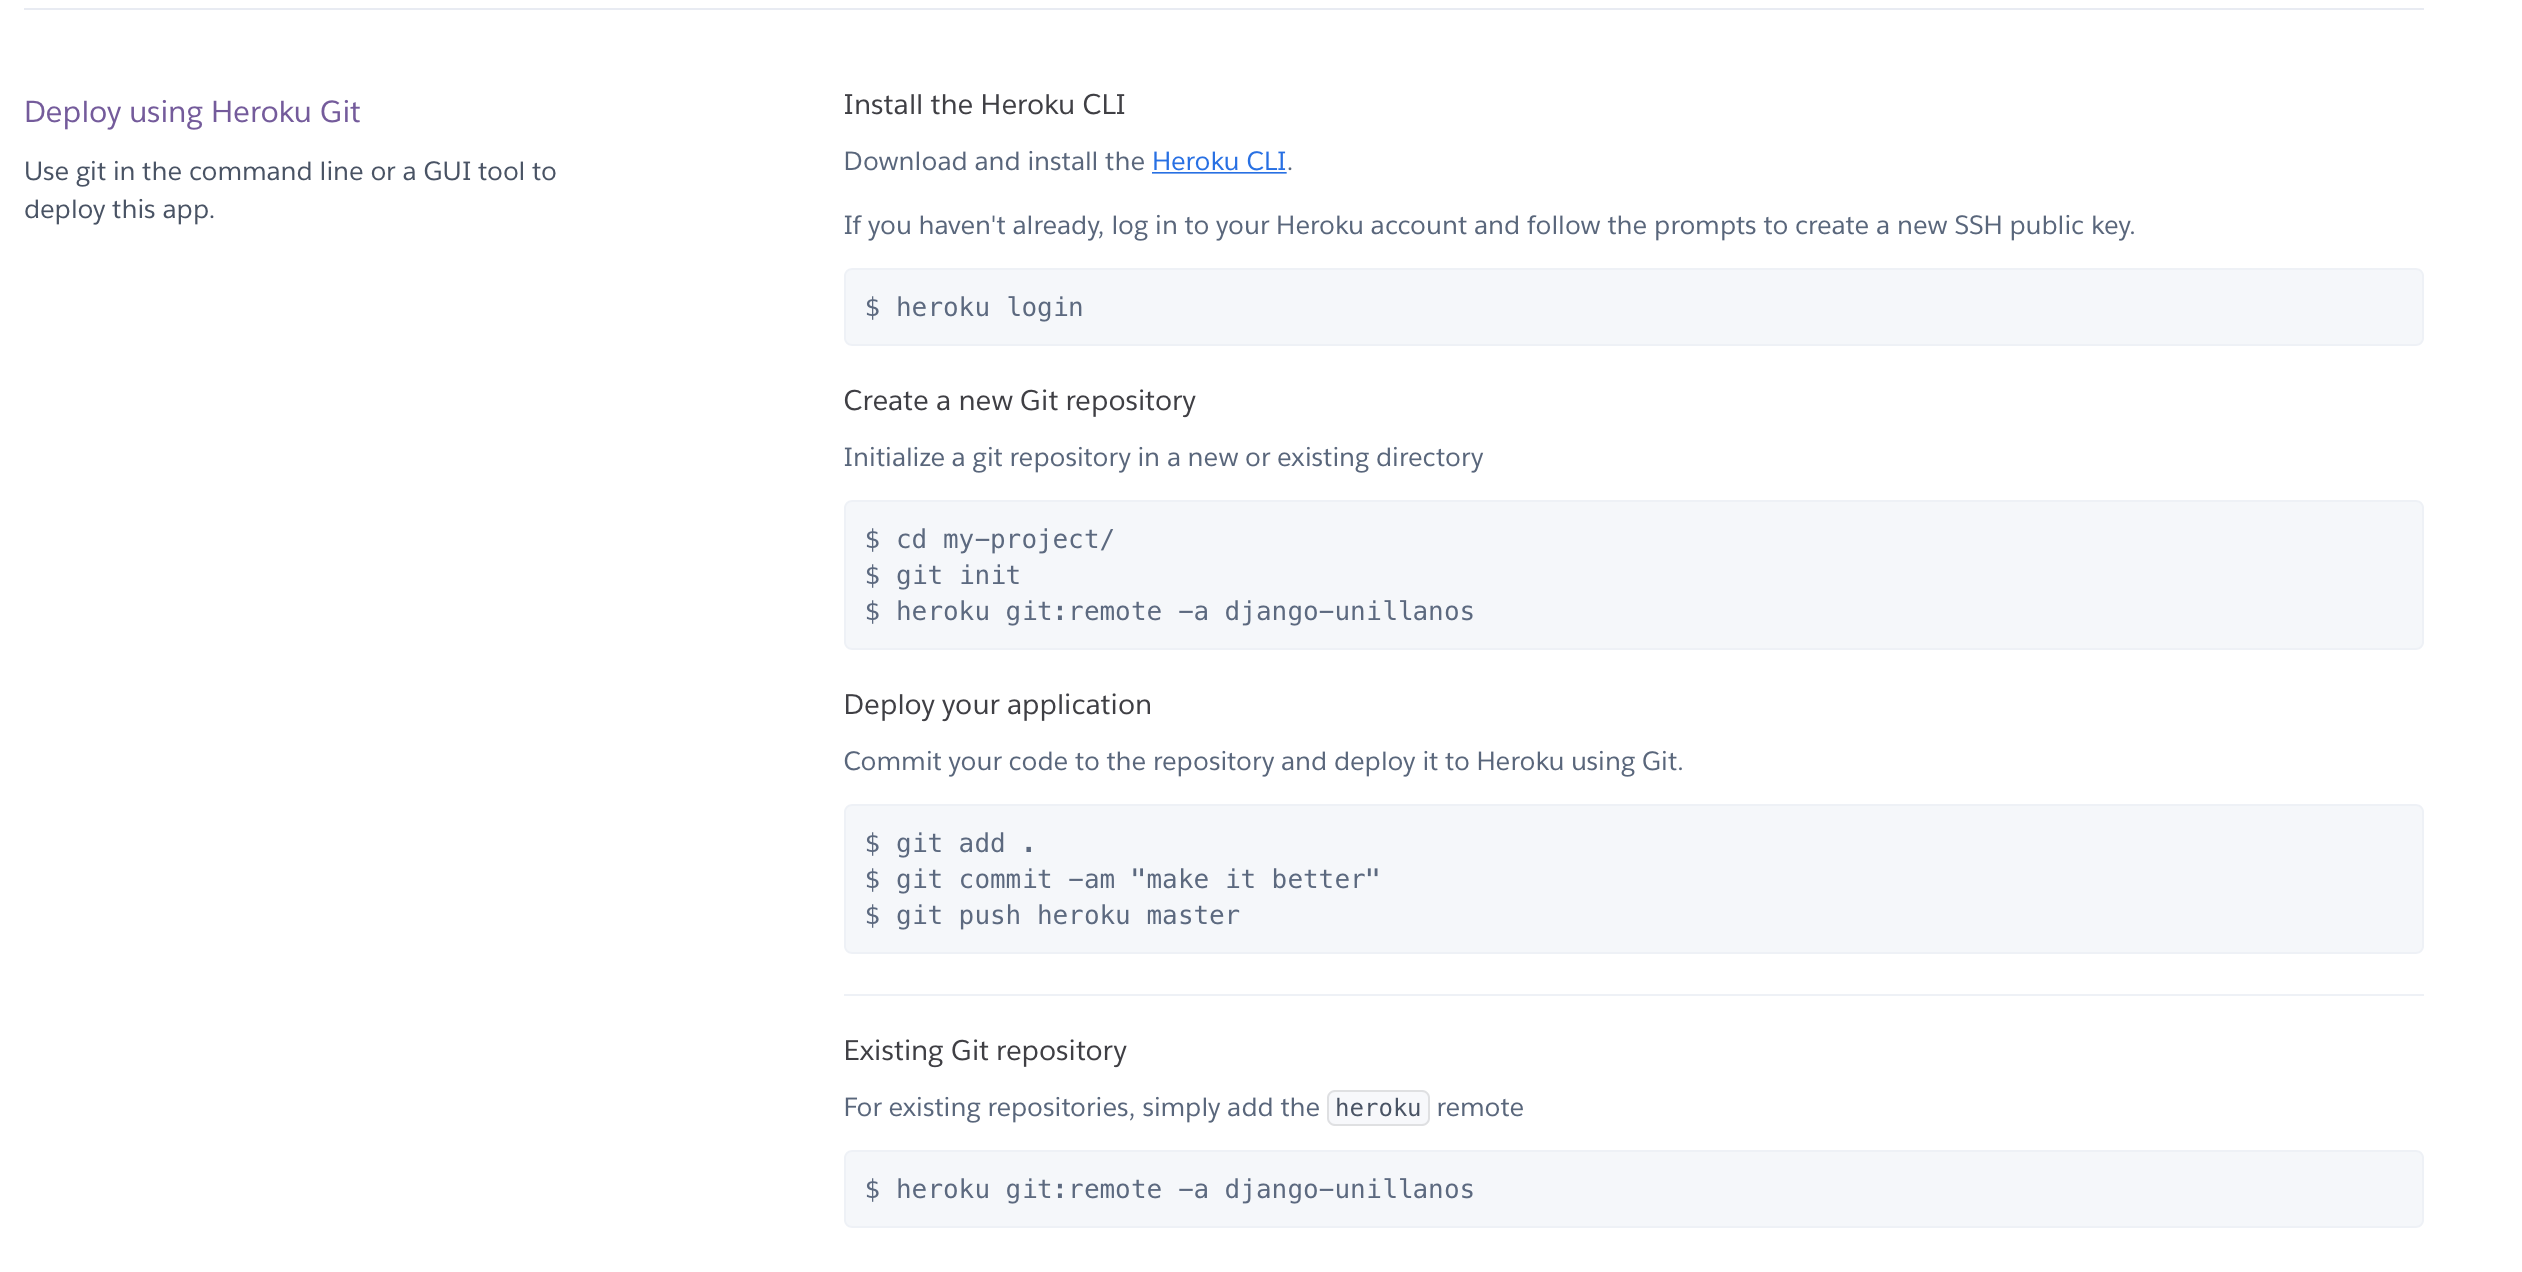 Deploy using Heroku Git
Use git in the command line or a GUI tool to
deploy this app.
Install the Heroku CLI
Download and install the Heroku CLI.
If you haven't already, log in to your Heroku account and follow the prompts to create a new SSH public key.
$ heroku login
Create a new Git repository
Initialize a git repository in a new or existing directory
$ cd my-project/
$ git init
$ heroku git:remote -a django-unillanos
Deploy your application
Commit your code to the repository and deploy it to Heroku using Git.
$ git add .
$ git commit -am "make it better"
$ git push heroku master
Existing Git repository
For existing repositories, simply add the heroku remote
$ heroku git:remote -a django-unillanos